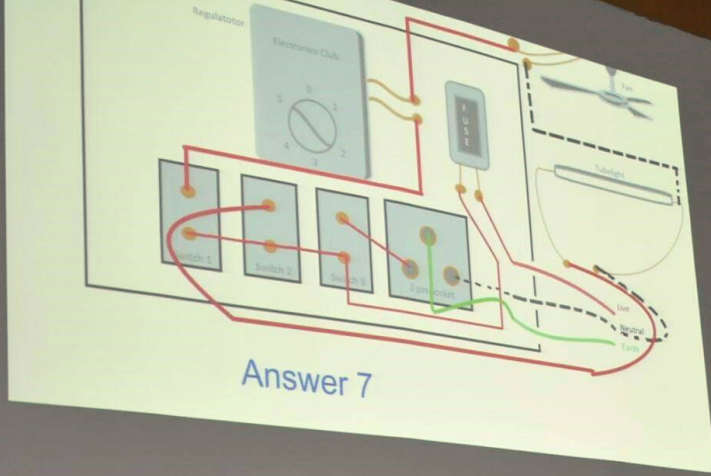 Regulatotor
Electronics Club
0
5
1
4
2
3
FUSE
Fan
Tubelight
Switch 1
Switch 2
Switch 3
3 pin socket
Live
Neutral
Earth
Answer 7